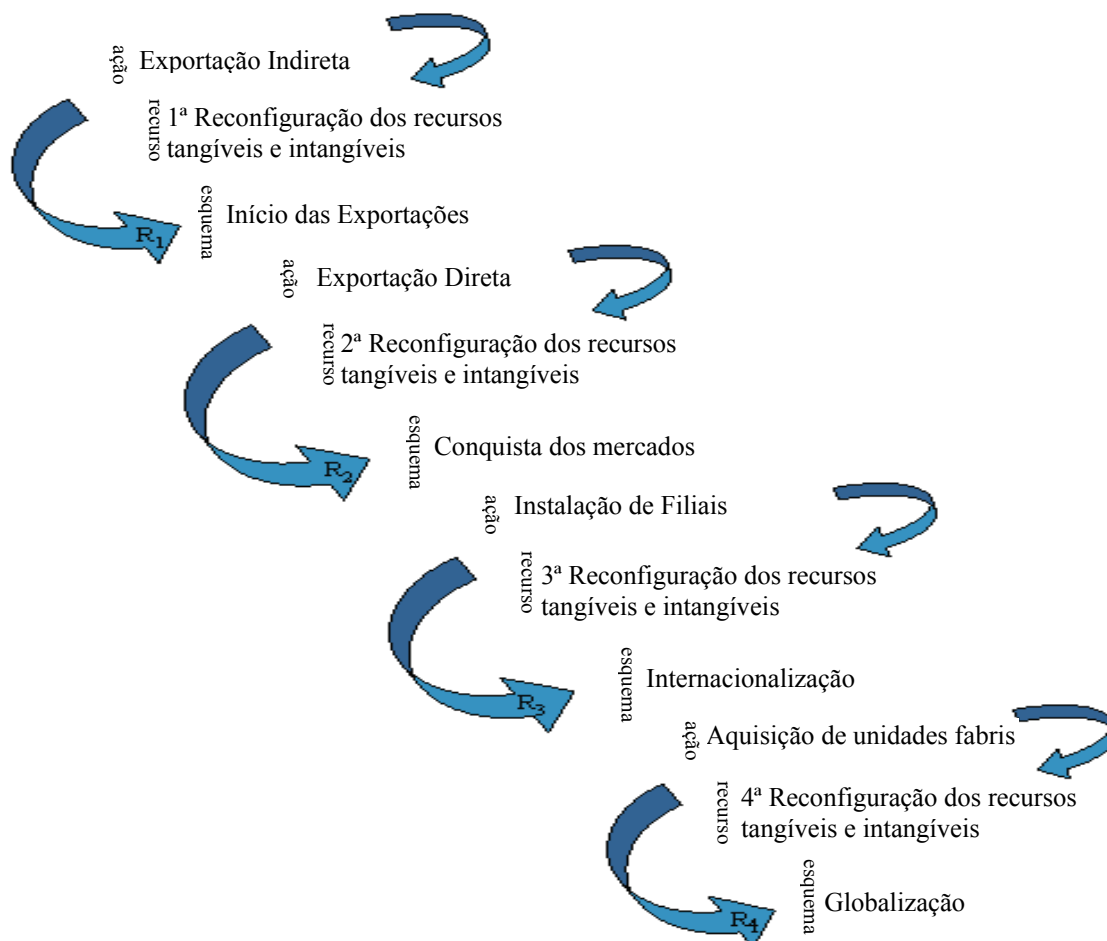 ação
Exportação Indireta
recurso
1ª Reconfiguração dos recursos
tangíveis e intangíveis
R1
esquema
Início das Exportações
ação
Exportação Direta
recurso
2ª Reconfiguração dos recursos
tangíveis e intangíveis
R2
esquema
Conquista dos mercados
ação
Instalação de Filiais
recurso
3ª Reconfiguração dos recursos
tangíveis e intangíveis
R3
esquema
Internacionalização
ação
Aquisição de unidades fabris
recurso
4ª Reconfiguração dos recursos
tangíveis e intangíveis
R4
esquema
Globalização